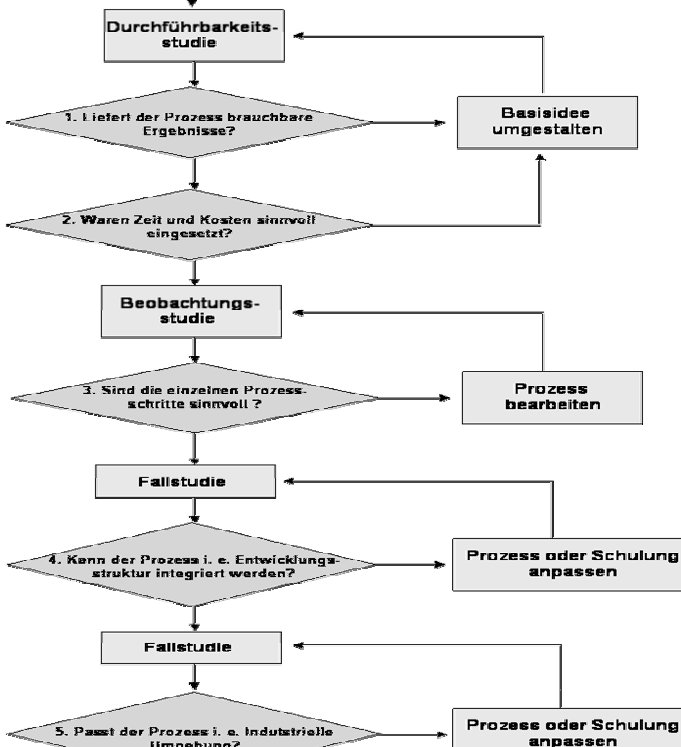 Durchführbarkeits-
studie
1. Liefert der Prozess brauchbare
Ergebnisse?
Basisidee
umgestalten
2. Waren Zeit und Kosten sinnvoll
eingesetzt?
Beobachtungs-
studie
3. Sind die einzelnen Prozess-
schritte sinnvoll ?
Prozess
bearbeiten
Fallstudie
4. Kann der Prozess i. e. Entwicklungs-
struktur integriert werden?
Prozess oder Schulung
anpassen
Fallstudie
5. Passt der Prozess i. e. Indutstrielle
Umgebung?
Prozess oder Schulung
anpassen